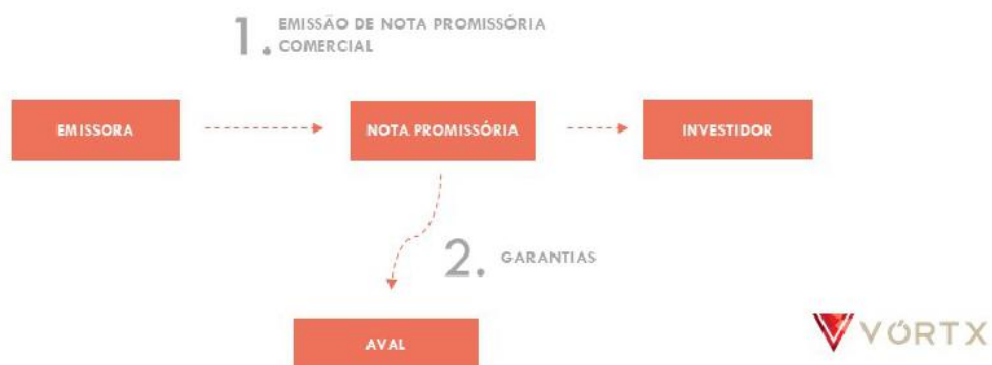 1. EMISSÃO DE NOTA PROMISSÓRIA
COMERCIAL
EMISSORA
NOTA PROMISSÓRIA
INVESTIDOR
2. GARANTIAS
AVAL
VÓRTX